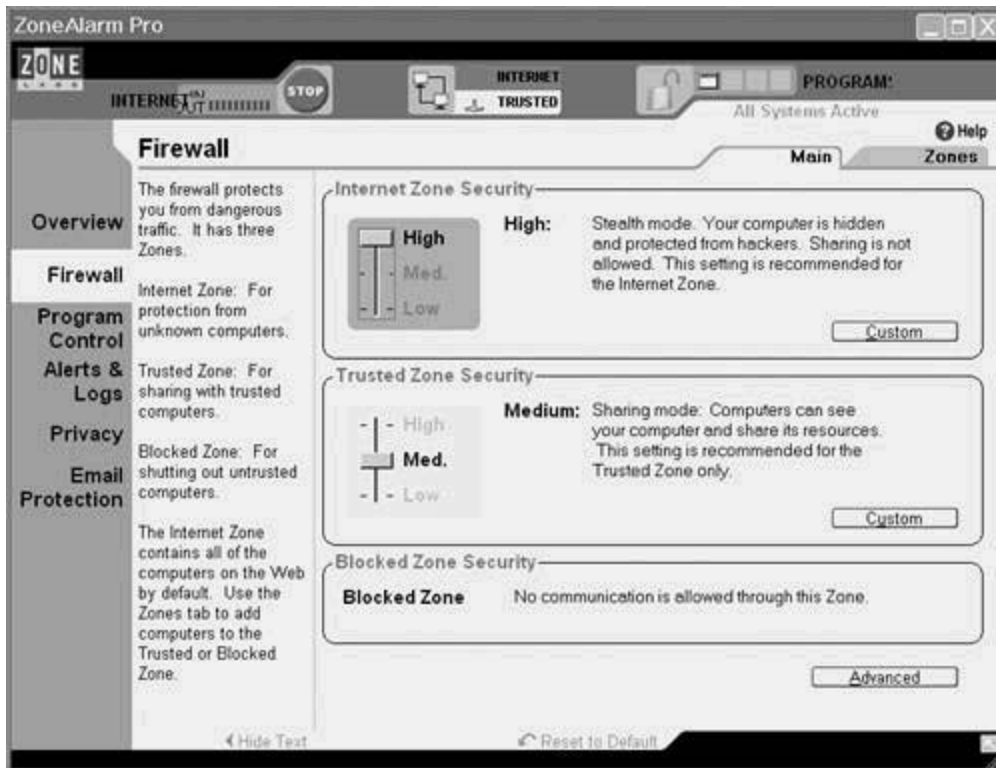 ZoneAlarm Pro
ZONE
LABS
INTERNET
IN
OUT
STOP
INTERNET
TRUSTED
PROGRAM:
All Systems Active
Help
Firewall
Main
Zones
Overview
Firewall
Program
Control
Alerts &
Logs
Privacy
Email
Protection
The firewall protects
you from dangerous
traffic. It has three
Zones.
Internet Zone: For
protection from
unknown computers.
Trusted Zone: For
sharing with trusted
computers.
Blocked Zone: For
shutting out untrusted
computers.
The Internet Zone
contains all of the
computers on the Web
by default. Use the
Zones tab to add
computers to the
Trusted or Blocked
Zone.
Internet Zone Security
High
Med.
Low
High:
Stealth mode. Your computer is hidden
and protected from hackers. Sharing is not
allowed. This setting is recommended for
the Internet Zone.
Custom
Trusted Zone Security
High
Med.
Low
Medium:
Sharing mode: Computers can see
your computer and share its resources.
This setting is recommended for the
Trusted Zone only.
Custom
Blocked Zone Security
Blocked Zone
No communication is allowed through this Zone.
Advanced
Hide Text
Reset to Default